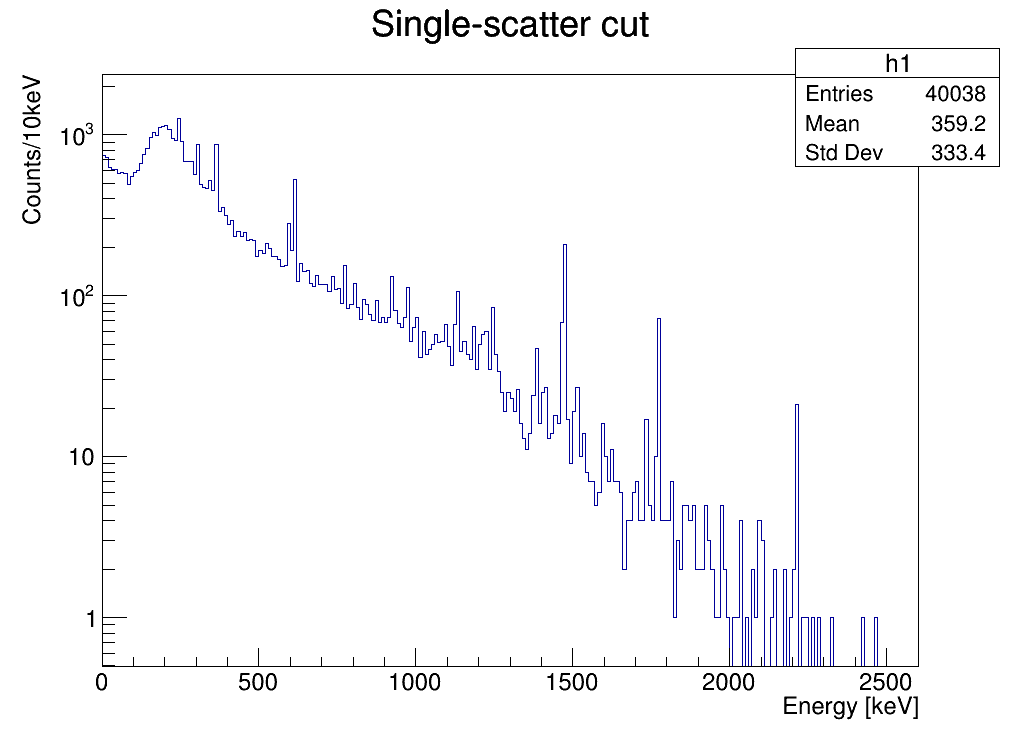 Single-scatter cut
h1
Entries 40038
Mean 359.2
Std Dev 333.4
Counts/10keV
10³
10²
10
1
0 500 1000 1500 2000 2500
Energy [keV]